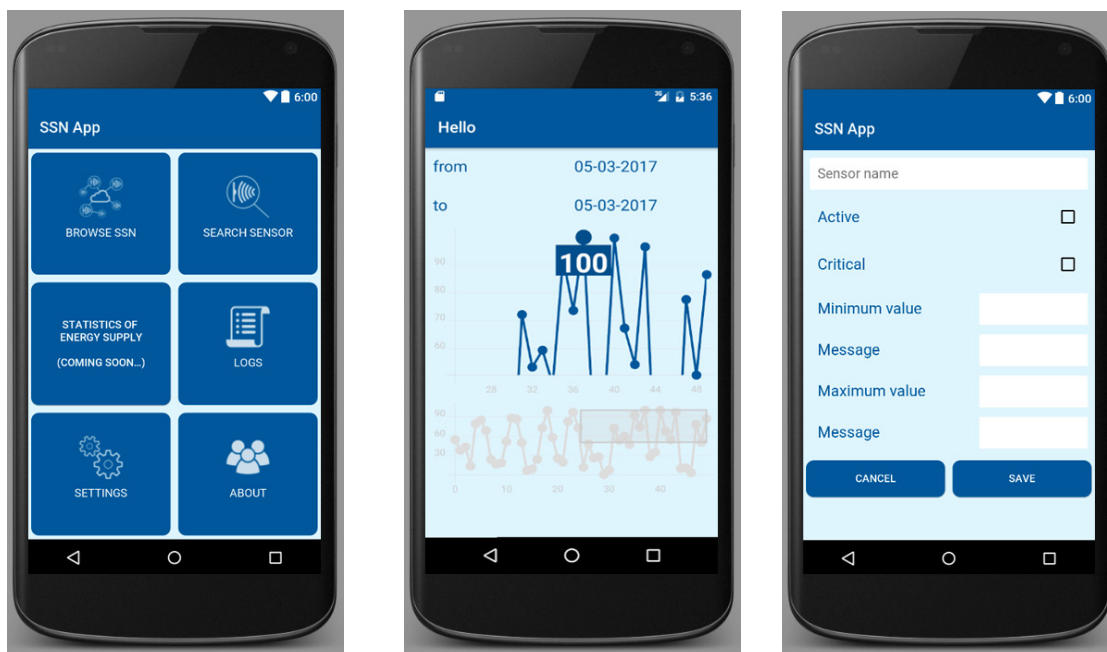 6:00
SSN App
BROWSE SSN
SEARCH SENSOR
STATISTICS OF
ENERGY SUPPLY
(COMING SOON...)
LOGS
SETTINGS
ABOUT
3G 5:36
Hello
from 05-03-2017
to 05-03-2017
100
90
80
70
60
28 32 36 40 44 48
90
60
30
0 10 20 30 40
6:00
SSN App
Sensor name
Active
Critical
Minimum value
Message
Maximum value
Message
CANCEL SAVE